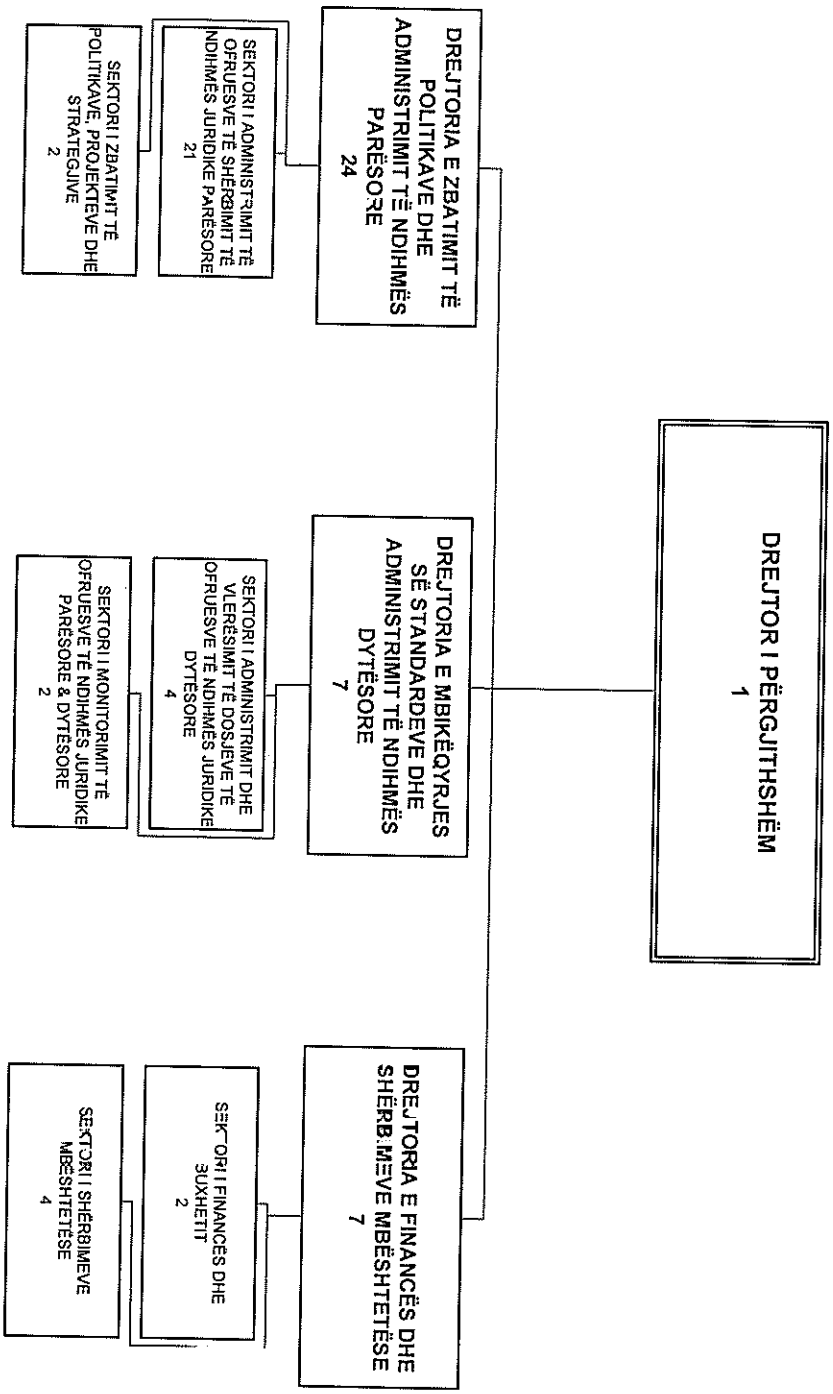 DREJTOR I PËRGJITHSHËM
1
DREJTORIA E ZBATIMIT TË
POLITIKAVE DHE
ADMINISTRIMIT TË NDIHMËS
PARËSORE
24
SEKTORI I ADMINISTRIMIT TË
OFRUESVE TË SHËRBIMIT TË
NDIHMËS JURIDIKE PARËSORE
21
SEKTORI I ZBATIMIT TË
POLITIKAVE, PROJEKTEVE DHE
STRATEGJIVE
2
DREJTORIA E MBIKËQYRJES
SË STANDARDEVE DHE
ADMINISTRIMIT TË NDIHMËS
DYTËSORE
7
SEKTORI I ADMINISTRIMIT DHE
VLERËSIMIT TË DOSJEVE TË
OFRUESVE TË NDIHMËS JURIDIKE
DYTËSORE
4
SEKTORI I MONITORIMIT TË
OFRUESVE TË NDIHMËS JURIDIKE
PARËSORE & DYTËSORE
2
DREJTORIA E FINANCËS DHE
SHËRBIMEVE MBËSHTETËSE
7
SEKTORI I FINANCËS DHE
BUXHETIT
2
SEKTORI I SHËRBIMEVE
MBËSHTETËSE
4